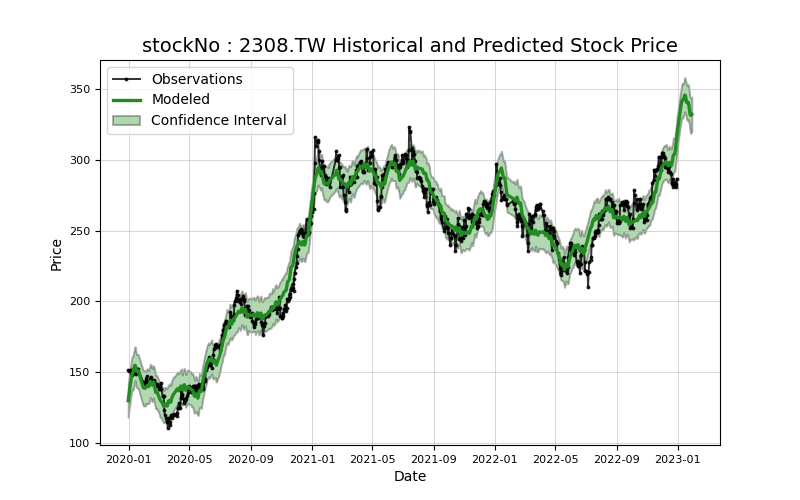 stockNo : 2308.TW Historical and Predicted Stock Price
Observations
Modeled
Confidence Interval
Price
350
300
250
200
150
100
2020-01 2020-05 2020-09 2021-01 2021-05 2021-09 2022-01 2022-05 2022-09 2023-01
Date